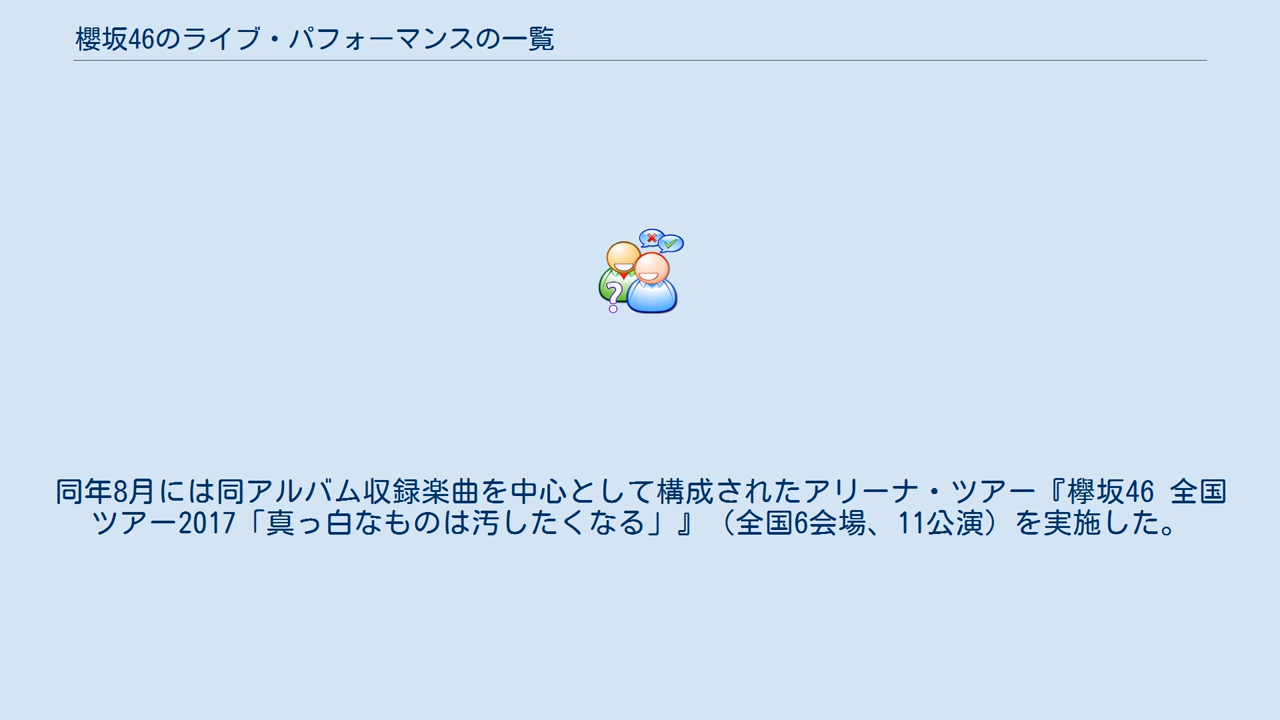 櫻坂46のライブ・パフォーマンスの一覧
同年8月には同アルバム収録楽曲を中心として構成されたアリーナ・ツアー『欅坂46 全国
ツアー2017「真っ白なものは汚したくなる」』（全国6会場、11公演）を実施した。